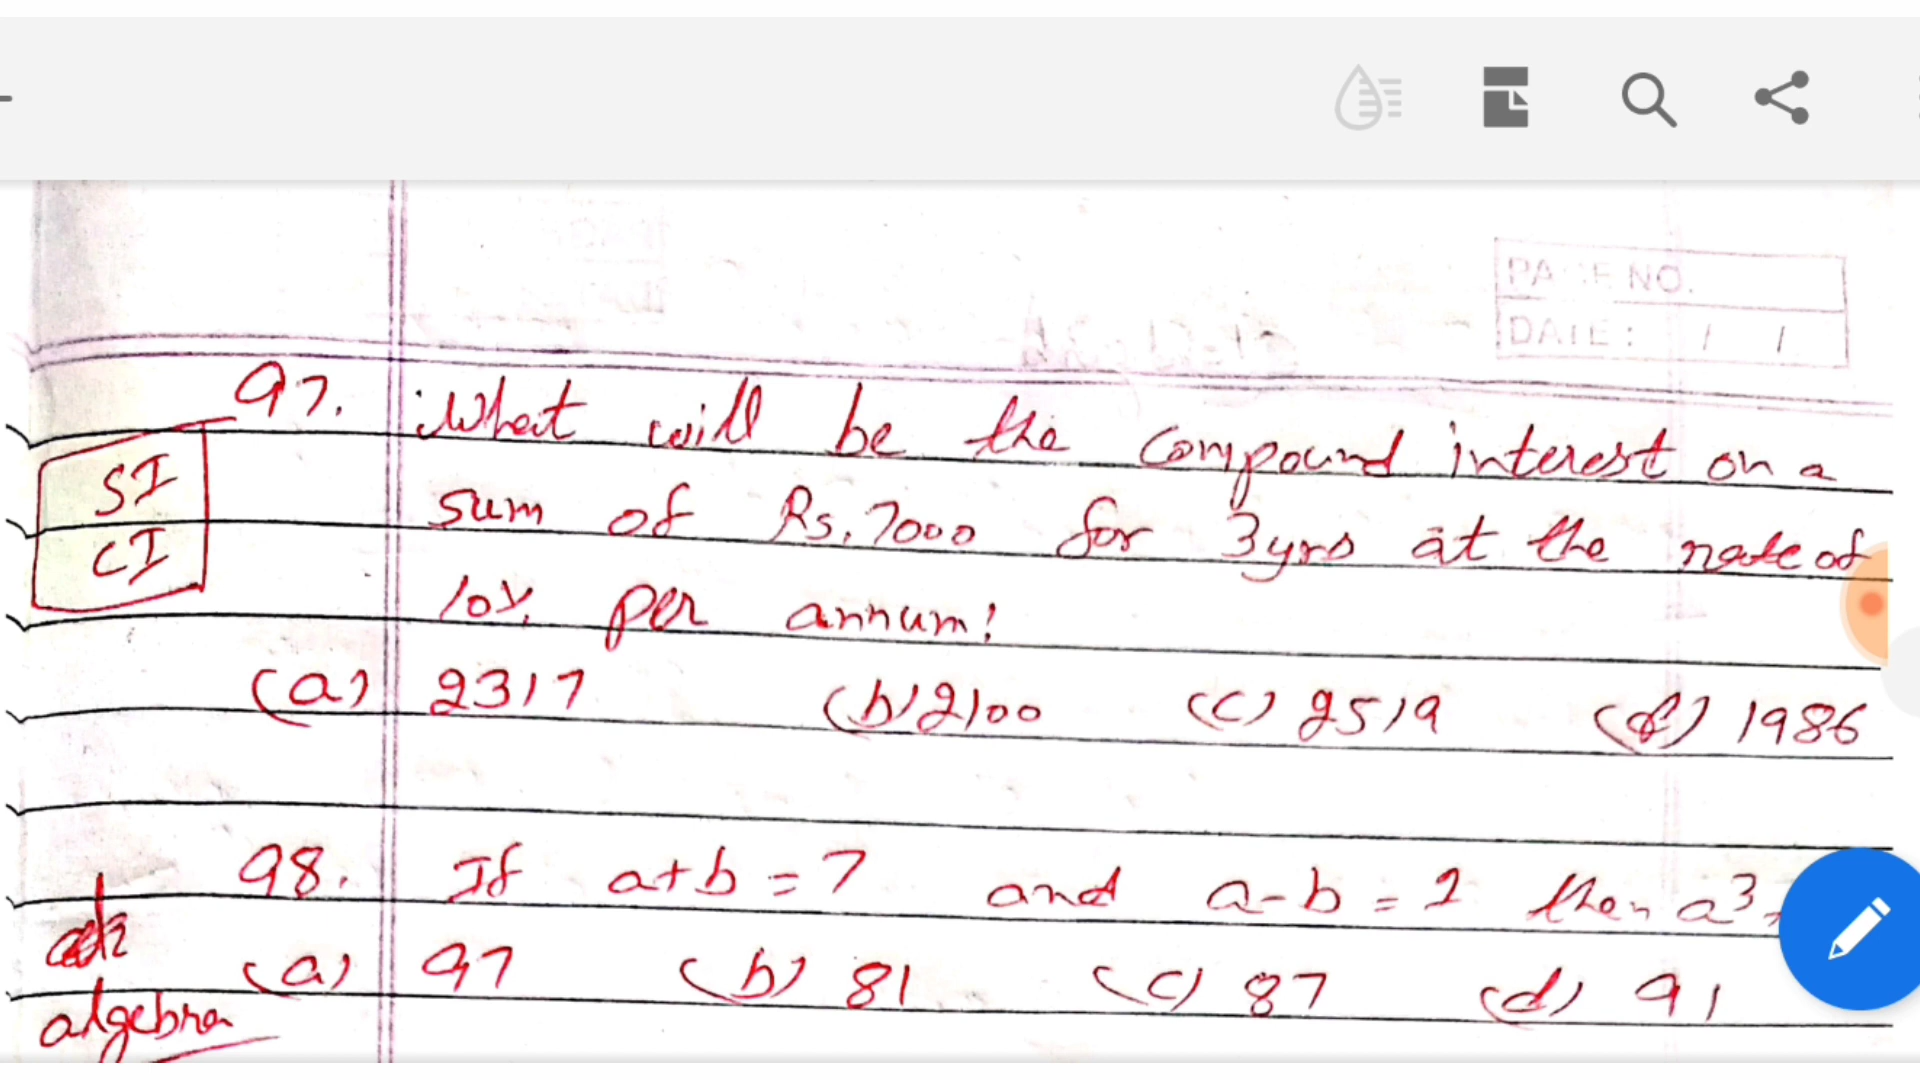 PAGE NO.
DATE: / /
97. What will be the compound interest on a
SI
sum of Rs. 7000 for 3yrs at the rate of
CI
10% per annum?
(a) 2317 (b) 2100 (c) 2519 (d) 1986
98. If a+b = 7 and a-b = 1 then a³
(a) 97 (b) 81 (c) 87 (d) 91
algebra